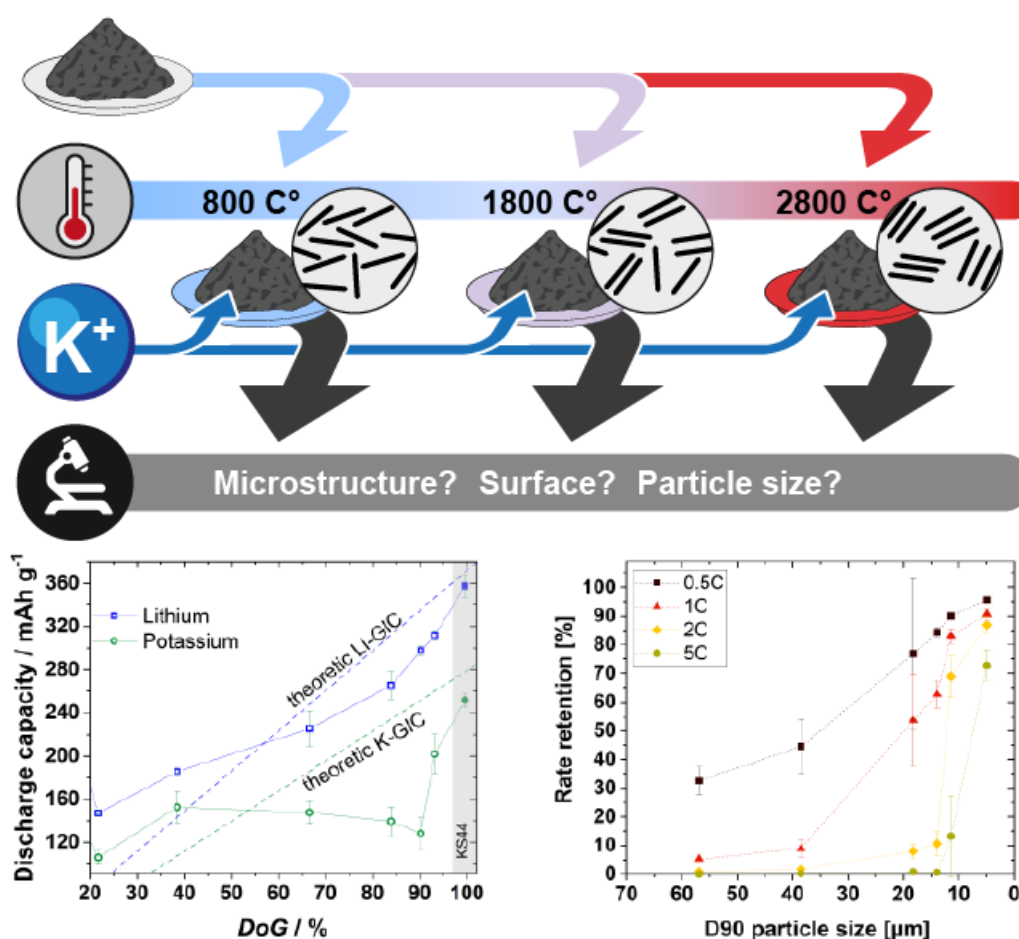 800 C° 1800 C° 2800 C°
K+
Microstructure? Surface? Particle size?
Discharge capacity / mAh g-1
360
320
280
240
200
160
120
Lithium
Potassium
theoretic Li-GIC
theoretic K-GIC
KS44
20 30 40 50 60 70 80 90 100
DoG / %
Rate retention [%]
100
90
80
70
60
50
40
30
20
10
0
0.5C
1C
2C
5C
70 60 50 40 30 20 10 0
D90 particle size [µm]